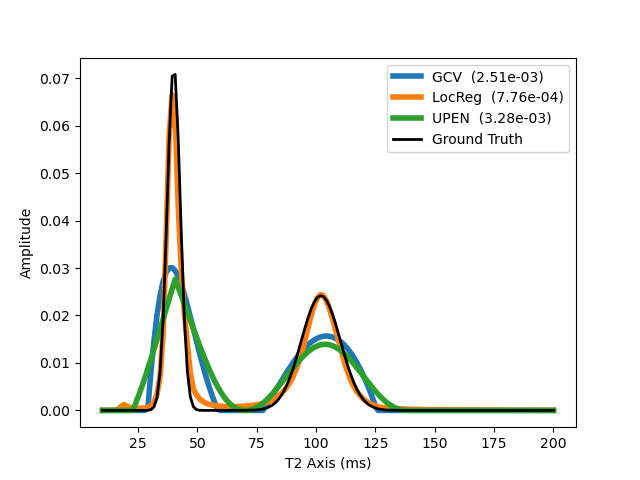 GCV (2.51e-03)
LocReg (7.76e-04)
UPEN (3.28e-03)
Ground Truth
0.07
0.06
0.05
0.04
0.03
0.02
0.01
0.00
Amplitude
25 50 75 100 125 150 175 200
T2 Axis (ms)